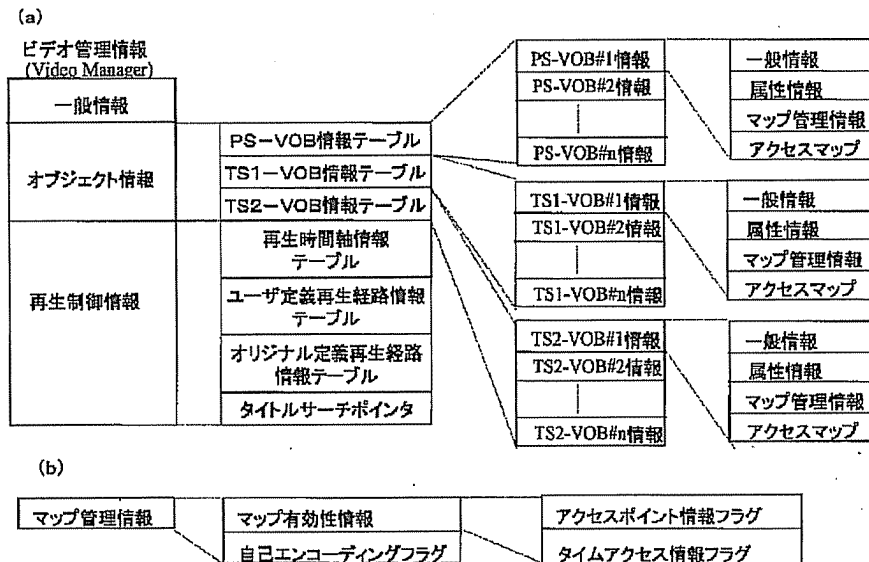 (a)
ビデオ管理情報
(Video Manager)
一般情報
オブジェクト情報
再生制御情報
PS−VOB情報テーブル
TS1−VOB情報テーブル
TS2−VOB情報テーブル
再生時間軸情報
テーブル
ユーザ定義再生経路情報
テーブル
オリジナル定義再生経路
情報テーブル
タイトルサーチポインタ
PS-VOB#1情報
PS-VOB#2情報
PS-VOB#n情報
一般情報
属性情報
マップ管理情報
アクセスマップ
TS1-VOB#1情報
TS1-VOB#2情報
TS1-VOB#n情報
一般情報
属性情報
マップ管理情報
アクセスマップ
TS2-VOB#1情報
TS2-VOB#2情報
TS2-VOB#n情報
一般情報
属性情報
マップ管理情報
アクセスマップ
(b)
マップ管理情報
マップ有効性情報
自己エンコーディングフラグ
アクセスポイント情報フラグ
タイムアクセス情報フラグ